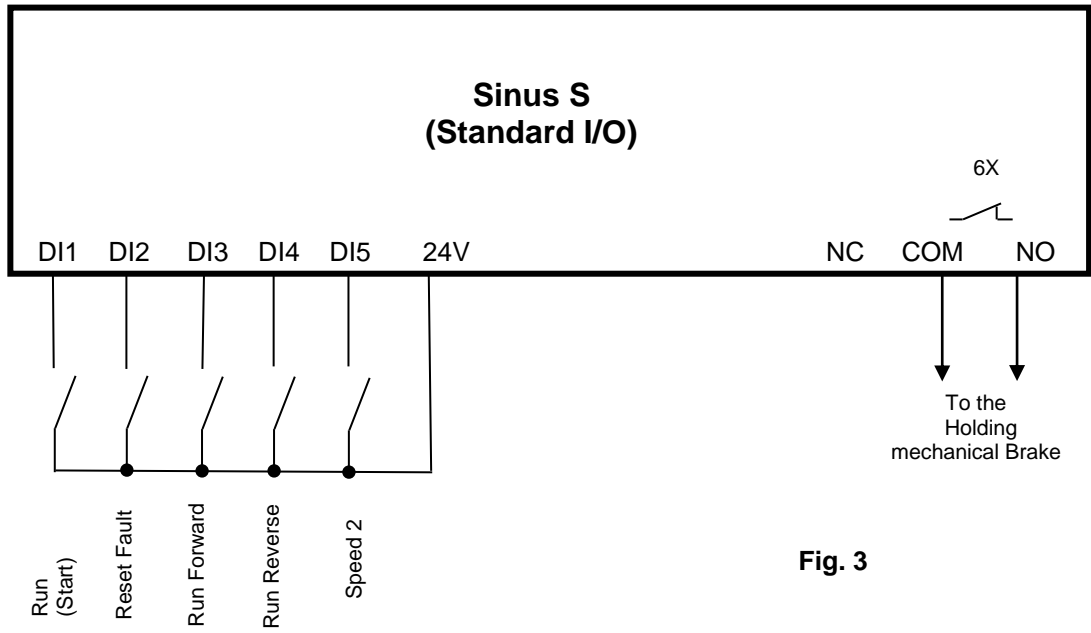 Sinus S
(Standard I/O)
6X
DI1 DI2 DI3 DI4 DI5 24V NC COM NO
To the
Holding
mechanical Brake
Run
(Start)
Reset Fault
Run Forward
Run Reverse
Speed 2
Fig. 3